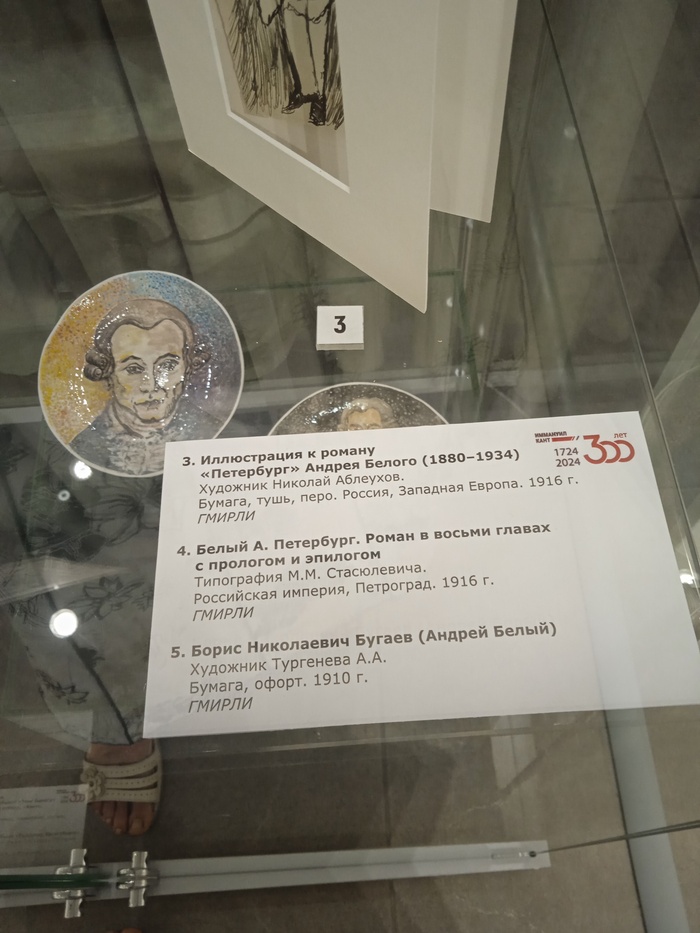 3
3. Иллюстрация к роману
«Петербург» Андрея Белого (1880–1934)
Художник Николай Аблеухов.
Бумага, тушь, перо. Россия, Западная Европа. 1916 г.
ГМИРЛИ
ИММАНУИЛ
КАНТ
1724
2024
300 лет
4. Белый А. Петербург. Роман в восьми главах
с прологом и эпилогом
Типография М.М. Стасюлевича.
Российская империя, Петроград. 1916 г.
ГМИРЛИ
5. Борис Николаевич Бугаев (Андрей Белый)
Художник Тургенева А.А.
Бумага, офорт. 1910 г.
ГМИРЛИ